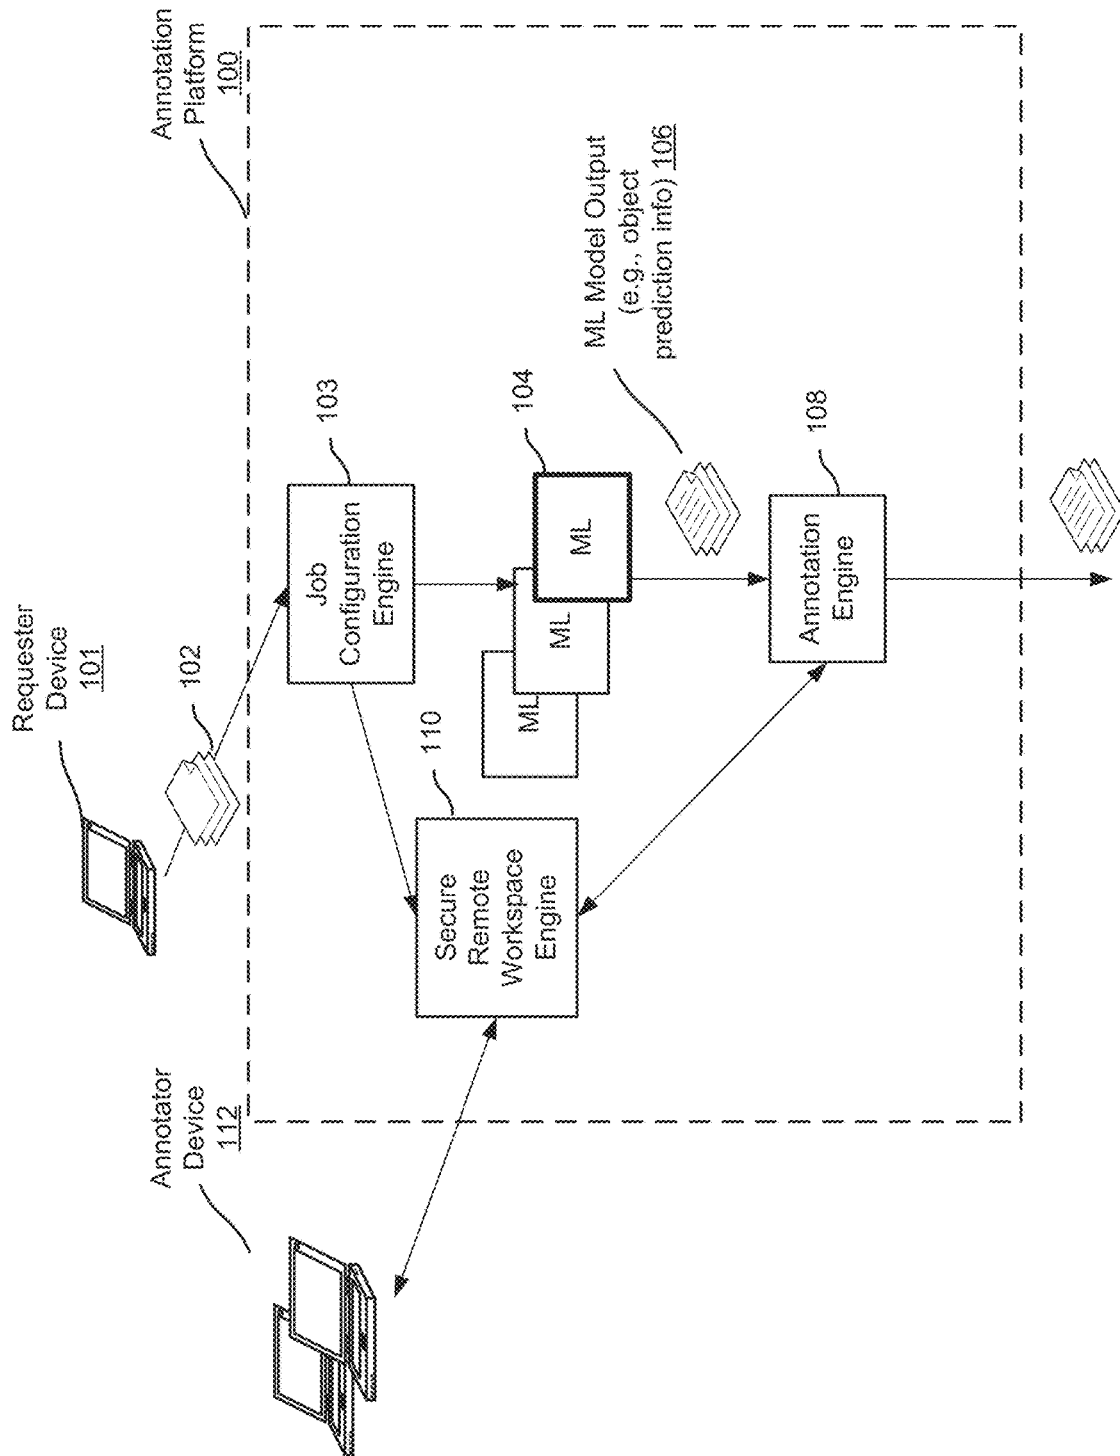 Requester
Device
101
102
Annotation
Platform
100
Annotator
Device
112
Job
Configuration
Engine
103
110
Secure
Remote
Workspace
Engine
ML
ML
ML
104
ML Model Output
(e.g., object
prediction info) 106
Annotation
Engine
108